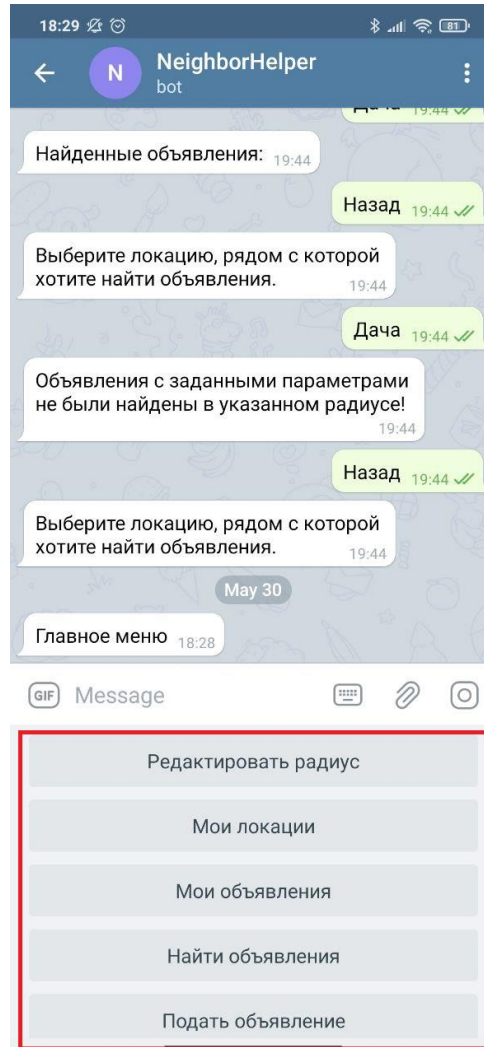 18:29
81
N
NeighborHelper
bot
Дача 19:44
Найденные объявления: 19:44
Назад 19:44
Выберите локацию, рядом с которой
хотите найти объявления. 19:44
Дача 19:44
Объявления с заданными параметрами
не были найдены в указанном радиусе!
19:44
Назад 19:44
Выберите локацию, рядом с которой
хотите найти объявления. 19:44
May 30
Главное меню 18:28
GIF Message
Редактировать радиус
Мои локации
Мои объявления
Найти объявления
Подать объявление